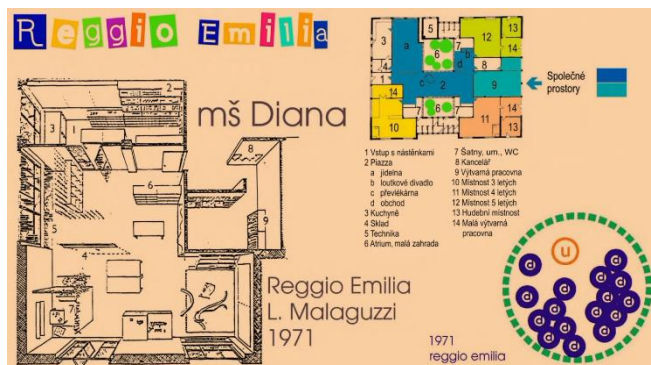 Reggio Emilia
mš Diana
Společné
prostory
1 Vstup s nástěnkami
2 Piazza
a jídelna
b loutkové divadlo
c převlékárna
d obchod
3 Kuchyně
4 Sklad
5 Technika
6 Atrium, malá zahrada
7 Šatny, um., WC
8 Kancelář
9 Výtvarná pracovna
10 Místnost 3 letých
11 Místnost 4 letých
12 Místnost 5 letých
13 Hudební místnost
14 Malá výtvarná
pracovna
Reggio Emilia
L. Malaguzzi
1971
1971
reggio emilia
u